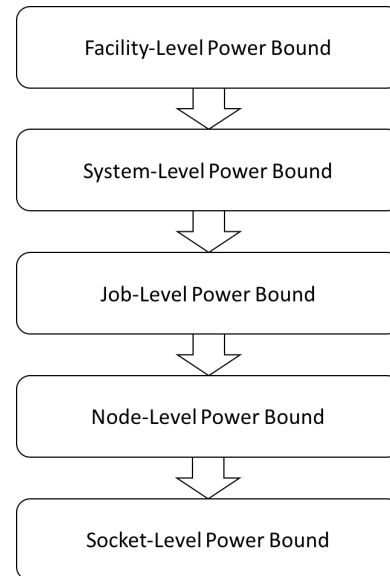 Facility-Level Power Bound
System-Level Power Bound
Job-Level Power Bound
Node-Level Power Bound
Socket-Level Power Bound